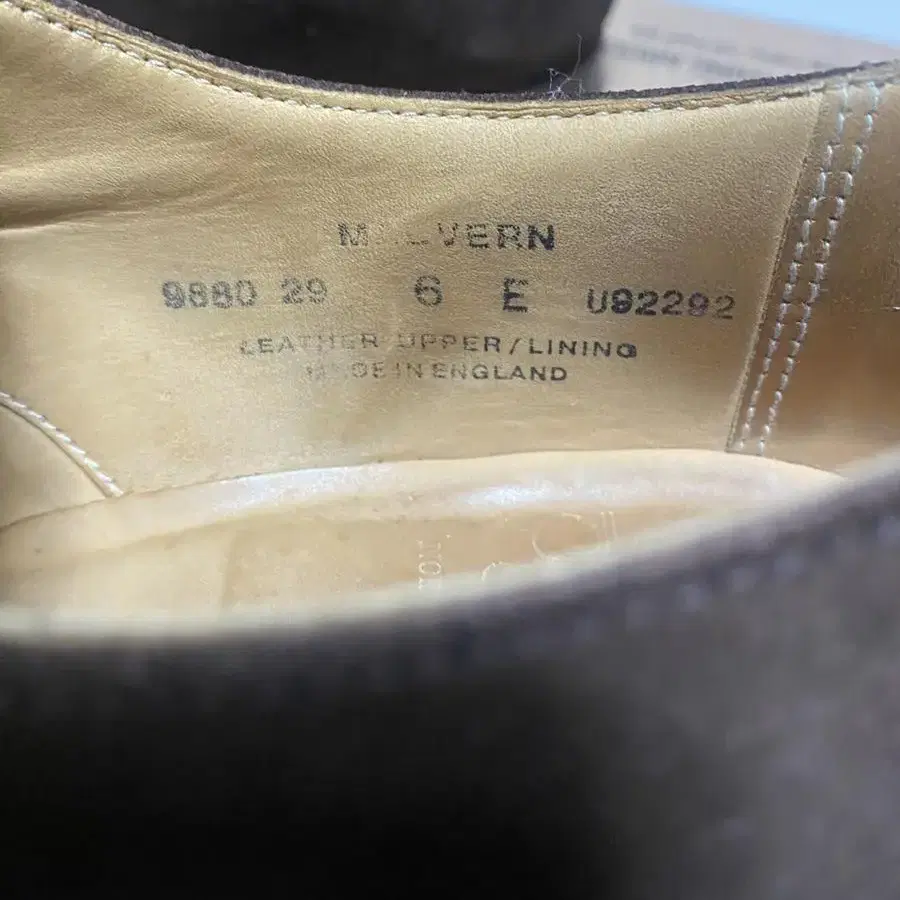 MALVERN
9880 29 6 E U92292
LEATHER UPPER/LINING
MADE IN ENGLAND